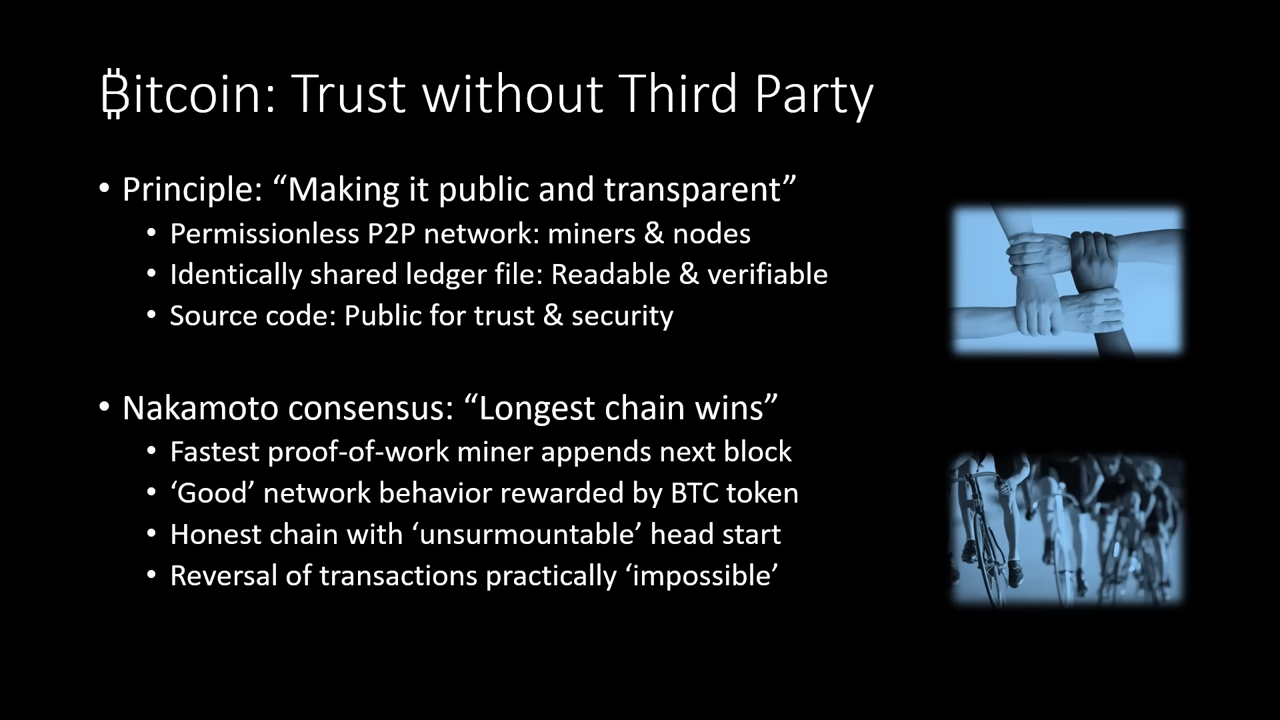 ₿itcoin: Trust without Third Party
• Principle: “Making it public and transparent”
• Permissionless P2P network: miners & nodes
• Identically shared ledger file: Readable & verifiable
• Source code: Public for trust & security
• Nakamoto consensus: “Longest chain wins”
• Fastest proof-of-work miner appends next block
• ‘Good’ network behavior rewarded by BTC token
• Honest chain with ‘unsurmountable’ head start
• Reversal of transactions practically ‘impossible’